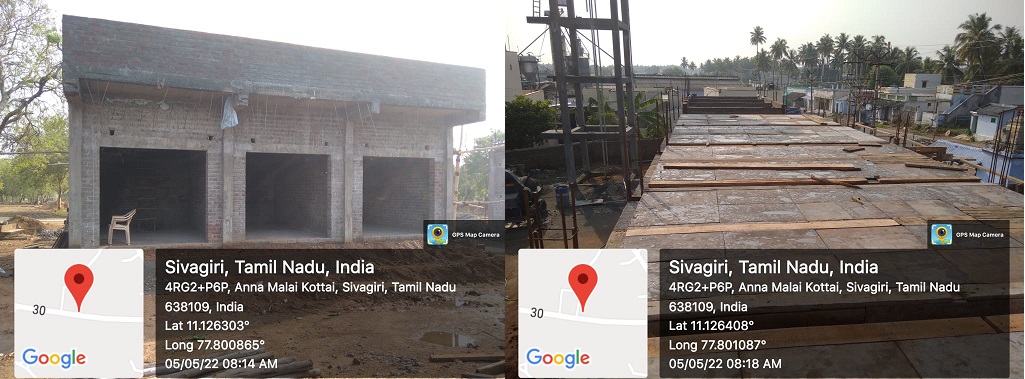 GPS Map Camera
Sivagiri, Tamil Nadu, India
4RG2+P6P, Anna Malai Kottai, Sivagiri, Tamil Nadu
638109, India
Lat 11.126303°
Long 77.800865°
05/05/22 08:14 AM
30
Google
GPS Map Camera
Sivagiri, Tamil Nadu, India
4RG2+P6P, Anna Malai Kottai, Sivagiri, Tamil Nadu
638109, India
Lat 11.126408°
Long 77.801087°
05/05/22 08:18 AM
30
Google